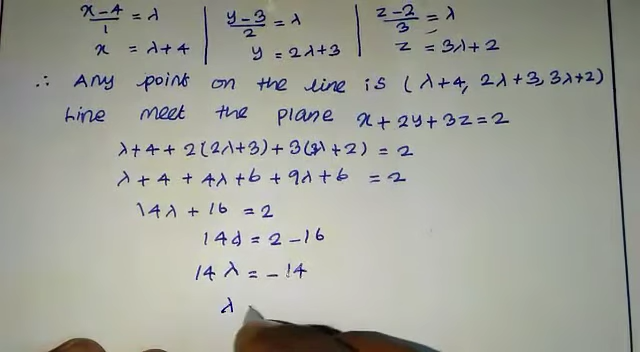 x-4/1 = λ | y-3/2 = λ | z-2/3 = λ
x = λ+4 | y = 2λ+3 | z = 3λ+2
∴ Any point on the line is (λ+4, 2λ+3, 3λ+2)
Line meet the plane x+2y+3z=2
λ+4+2(2λ+3)+3(3λ+2) = 2
λ+4+4λ+6+9λ+6 = 2
14λ+16 = 2
14λ = 2-16
14λ = -14
λ